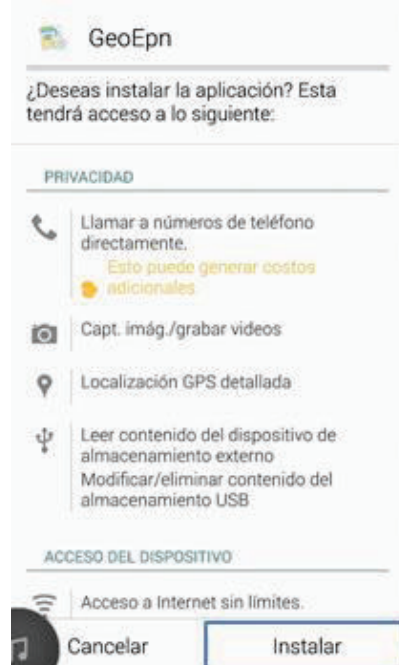 GeoEpn
¿Deseas instalar la aplicación? Esta
tendrá acceso a lo siguiente:
PRIVACIDAD
Llamar a números de teléfono
directamente.
Esto puede generar costos
adicionales
Capt. imág./grabar videos
Localización GPS detallada
Leer contenido del dispositivo de
almacenamiento externo
Modificar/eliminar contenido del
almacenamiento USB
ACCESO DEL DISPOSITIVO
Acceso a Internet sin límites.
Cancelar
Instalar